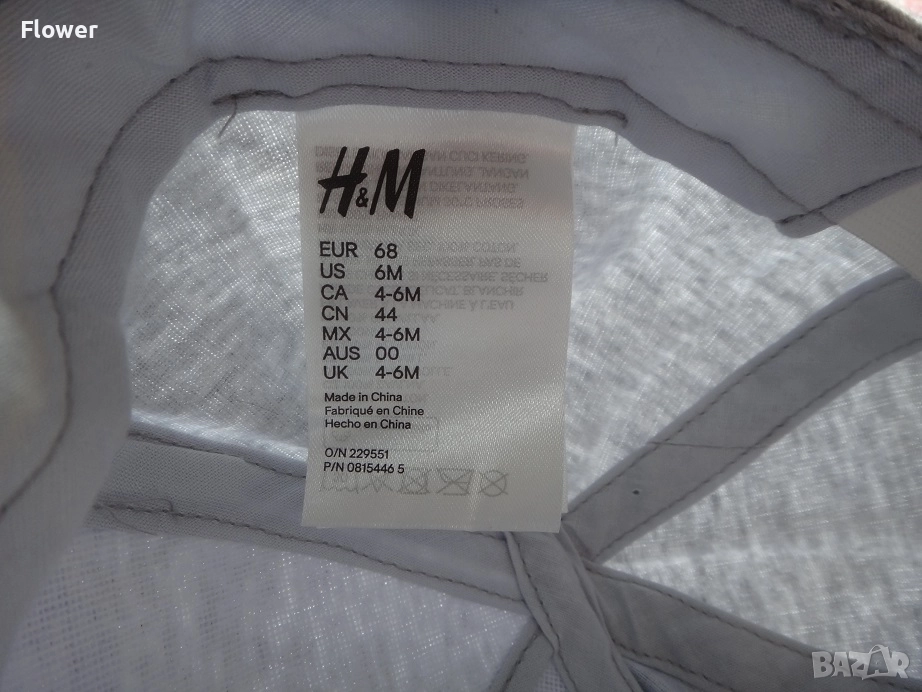 Flower
H&M
EUR 68
US 6M
CA 4-6M
CN 44
MX 4-6M
AUS 00
UK 4-6M
Made in China
Fabriqué en Chine
Hecho en China
O/N 229551
P/N 0815446 5
BAZAR